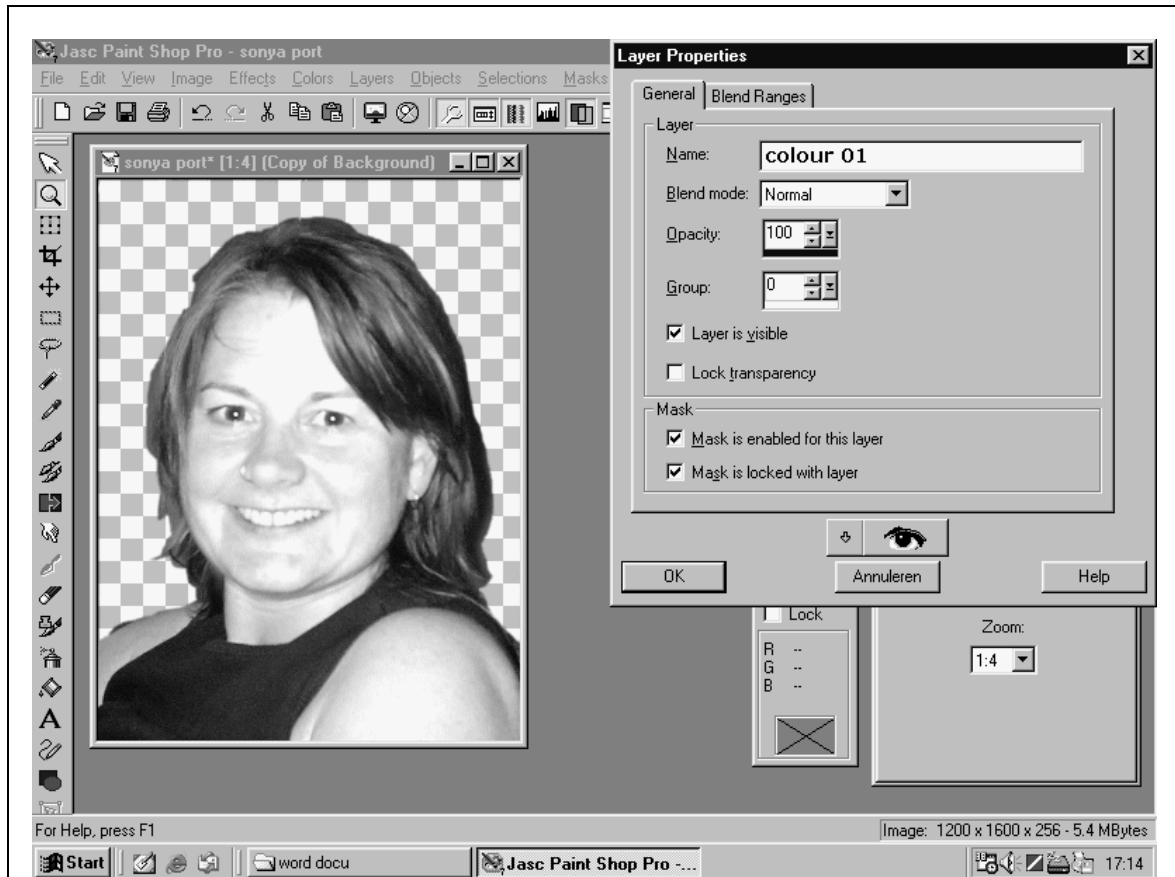 Jasc Paint Shop Pro - sonya port
File Edit View Image Effects Colors Layers Objects Selections Masks
sonya port* [1:4] (Copy of Background)
Layer Properties
General Blend Ranges
Layer
Name: colour 01
Blend mode: Normal
Opacity: 100
Group: 0
Layer is visible
Lock transparency
Mask
Mask is enabled for this layer
Mask is locked with layer
OK Annuleren Help
Lock
R --
G --
B --
Zoom:
1:4
For Help, press F1 Image: 1200 x 1600 x 256 - 5.4 MBytes
Start word docu Jasc Paint Shop Pro -... 17:14